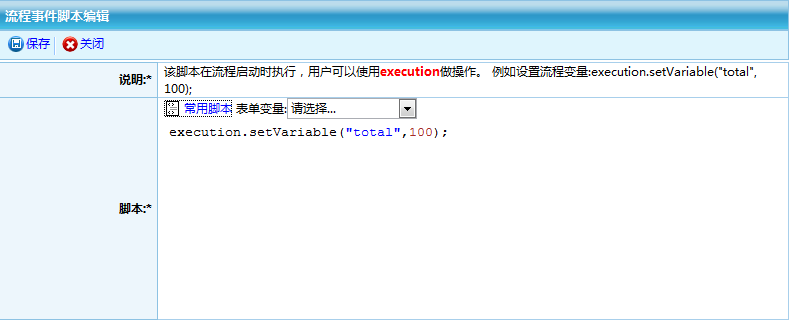 流程事件脚本编辑
保存 关闭
说明:* 该脚本在流程启动时执行，用户可以使用execution做操作。 例如设置流程变量:execution.setVariable("total",
100);
常用脚本 表单变量: 请选择...
execution.setVariable("total",100);
脚本:*